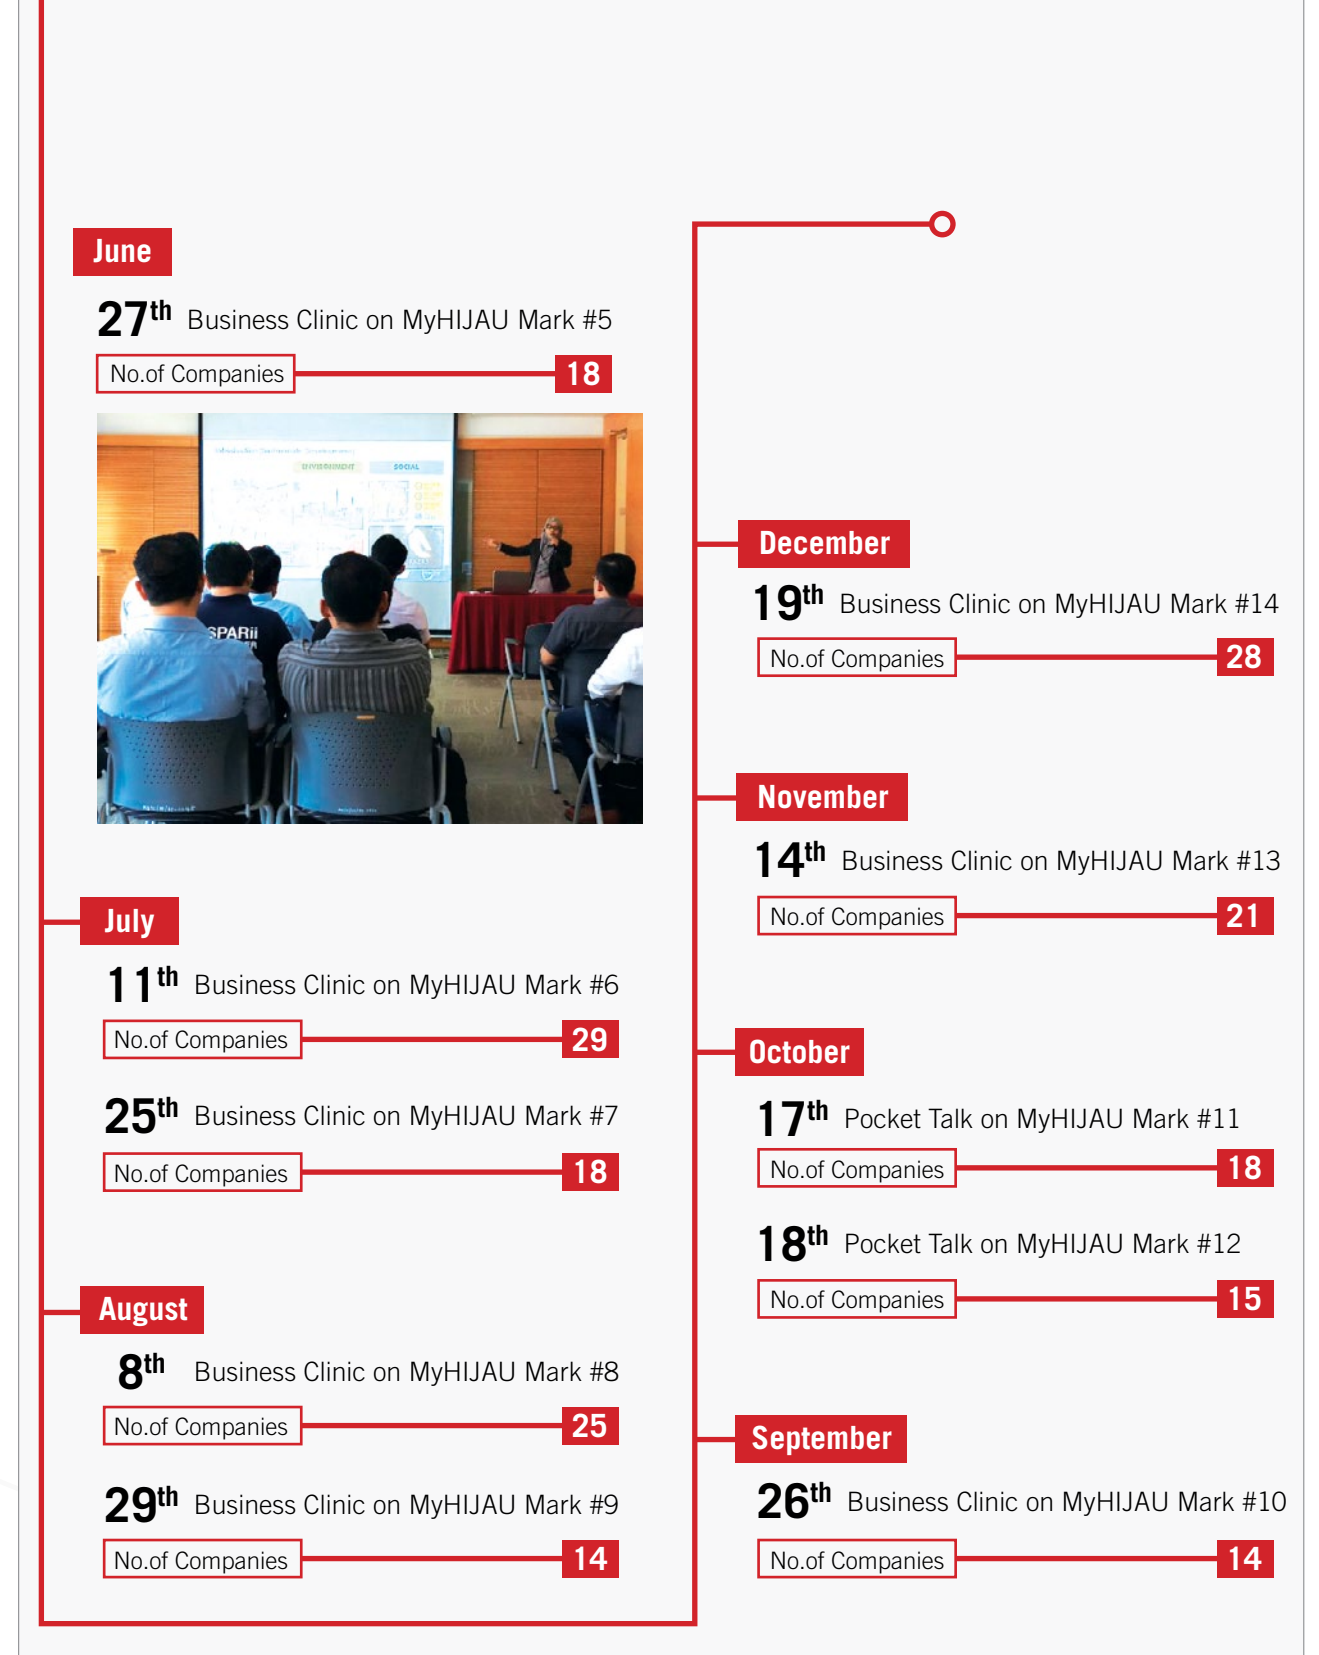 June
27th Business Clinic on MyHIJAU Mark #5
No.of Companies 18
ENVIRONMENT SOCIAL
SPARii
July
11th Business Clinic on MyHIJAU Mark #6
No.of Companies 29
25th Business Clinic on MyHIJAU Mark #7
No.of Companies 18
August
8th Business Clinic on MyHIJAU Mark #8
No.of Companies 25
29th Business Clinic on MyHIJAU Mark #9
No.of Companies 14
December
19th Business Clinic on MyHIJAU Mark #14
No.of Companies 28
November
14th Business Clinic on MyHIJAU Mark #13
No.of Companies 21
October
17th Pocket Talk on MyHIJAU Mark #11
No.of Companies 18
18th Pocket Talk on MyHIJAU Mark #12
No.of Companies 15
September
26th Business Clinic on MyHIJAU Mark #10
No.of Companies 14